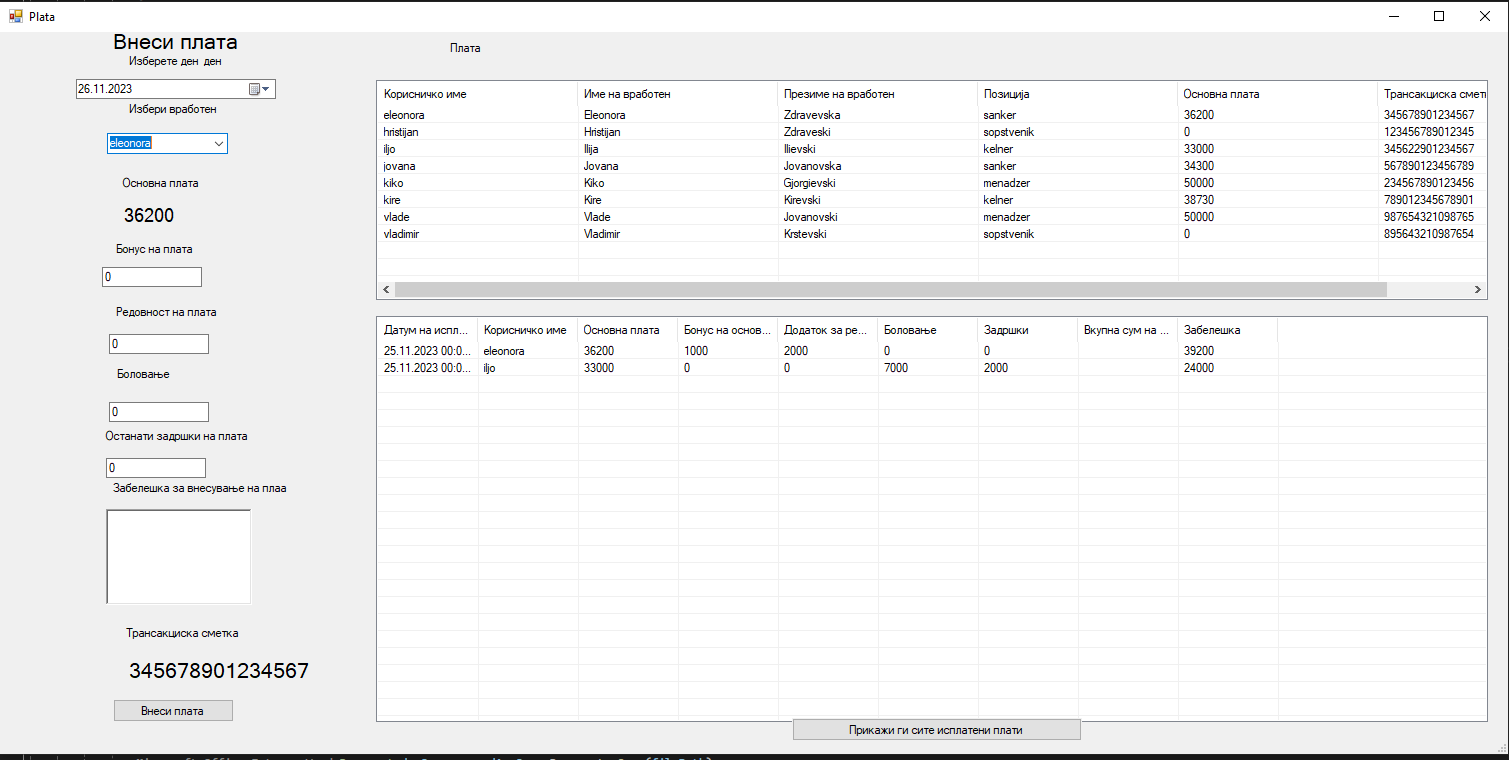 Plata
Внеси плата
Изберете ден ден
26.11.2023
Избери вработен
eleonora
Основна плата
36200
Бонус на плата
0
Редовност на плата
0
Боловање
0
Останати задршки на плата
0
Забелешка за внесување на плаа
Трансакциска сметка
345678901234567
Внеси плата
Плата
Корисничко име Име на вработен Презиме на вработен Позиција Основна плата Трансакциска сметк
eleonora Eleonora Zdravevska sanker 36200 345678901234567
hristijan Hristijan Zdraveski sopstvenik 0 123456789012345
iljo Ilija Ilievski kelner 33000 345622901234567
jovana Jovana Jovanovska sanker 34300 567890123456789
kiko Kiko Gjorgievski menadzer 50000 234567890123456
kire Kire Kirevski kelner 38730 789012345678901
vlade Vlade Jovanovski menadzer 50000 987654321098765
vladimir Vladimir Krstevski sopstvenik 0 895643210987654
Датум на испл... Корисничко име Основна плата Бонус на основ... Додаток за ре... Боловање Задршки Вкупна сум на ... Забелешка
25.11.2023 00:0... eleonora 36200 1000 2000 0 0 39200
25.11.2023 00:0... iljo 33000 0 0 7000 2000 24000
Прикажи ги сите исплатени плати